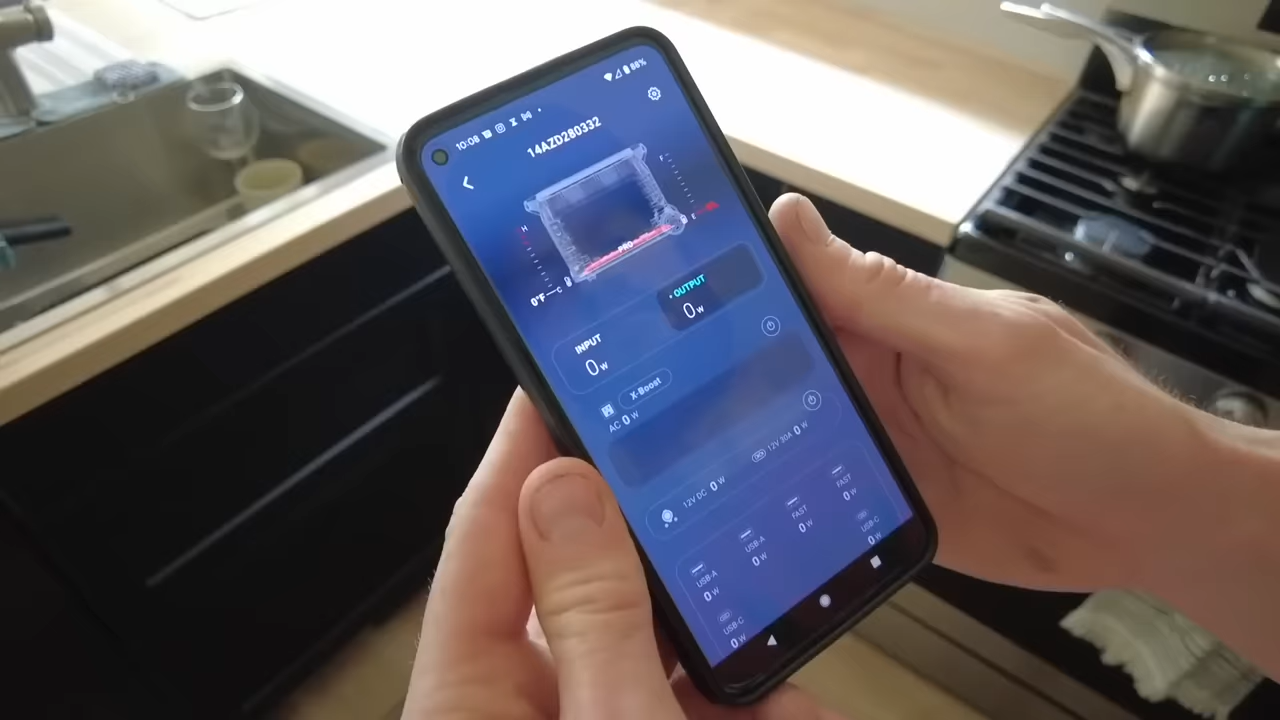 10:08
88%
14AZD280332
H
F
PRO
E
0°F
C
OUTPUT
0 W
INPUT
0 W
X-Boost
AC 0 W
12V DC 0 W
12V 30A 0 W
USB-A
0 W
USB-A
0 W
FAST
0 W
FAST
0 W
USB-C
0 W
USB-C
0 W